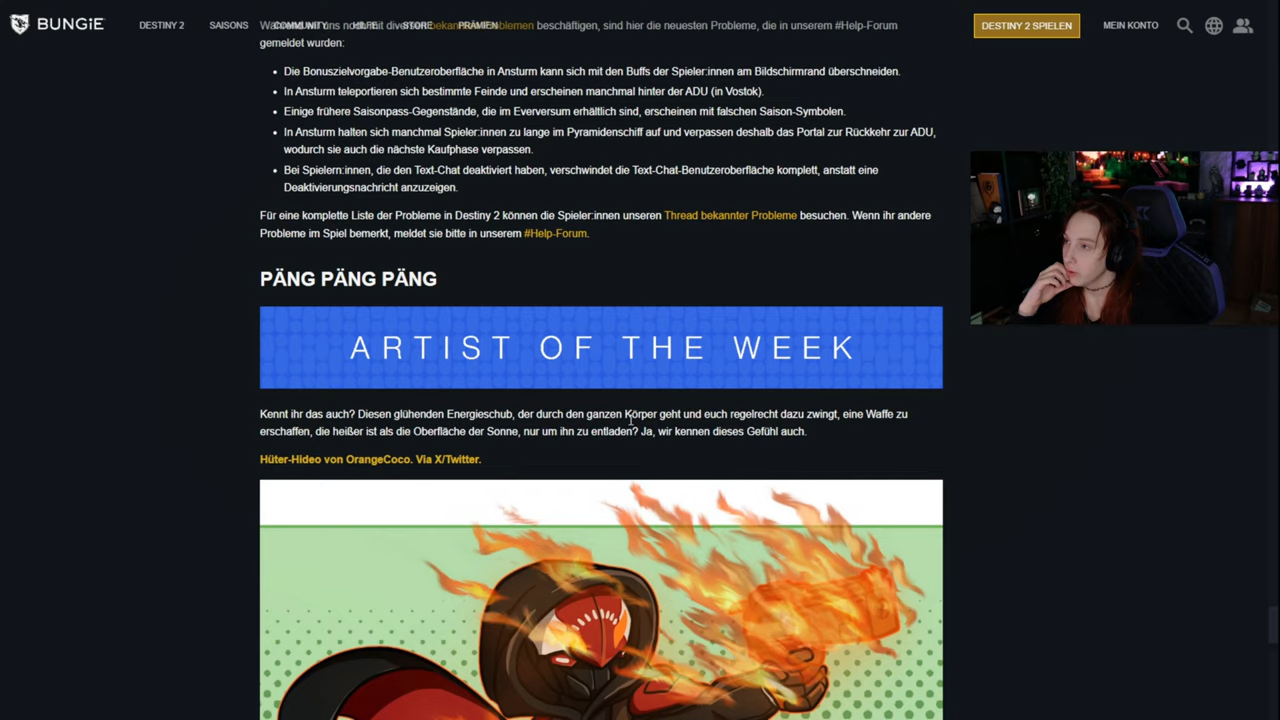 BUNGiE
DESTINY 2
SAISONS
COMMUNITY
HILFE
STORE
PRÄMIEN
DESTINY 2 SPIELEN
MEIN KONTO
Während wir uns noch mit diversen bekannten Problemen beschäftigen, sind hier die neuesten Probleme, die in unserem #Help-Forum
gemeldet wurden:
Die Bonuszielvorgabe-Benutzeroberfläche in Ansturm kann sich mit den Buffs der Spieler:innen am Bildschirmrand überschneiden.
In Ansturm teleportieren sich bestimmte Feinde und erscheinen manchmal hinter der ADU (in Vostok).
Einige frühere Saisonpass-Gegenstände, die im Everversum erhältlich sind, erscheinen mit falschen Saison-Symbolen.
In Ansturm halten sich manchmal Spieler:innen zu lange im Pyramidenschiff auf und verpassen deshalb das Portal zur Rückkehr zur ADU,
wodurch sie auch die nächste Kaufphase verpassen.
Bei Spielern:innen, die den Text-Chat deaktiviert haben, verschwindet die Text-Chat-Benutzeroberfläche komplett, anstatt eine
Deaktivierungsnachricht anzuzeigen.
Für eine komplette Liste der Probleme in Destiny 2 können die Spieler:innen unseren Thread bekannter Probleme besuchen. Wenn ihr andere
Probleme im Spiel bemerkt, meldet sie bitte in unserem #Help-Forum.
PÄNG PÄNG PÄNG
ARTIST OF THE WEEK
Kennt ihr das auch? Diesen glühenden Energieschub, der durch den ganzen Körper geht und euch regelrecht dazu zwingt, eine Waffe zu
erschaffen, die heißer ist als die Oberfläche der Sonne, nur um ihn zu entladen? Ja, wir kennen dieses Gefühl auch.
Hüter-Hideo von OrangeCoco. Via X/Twitter.